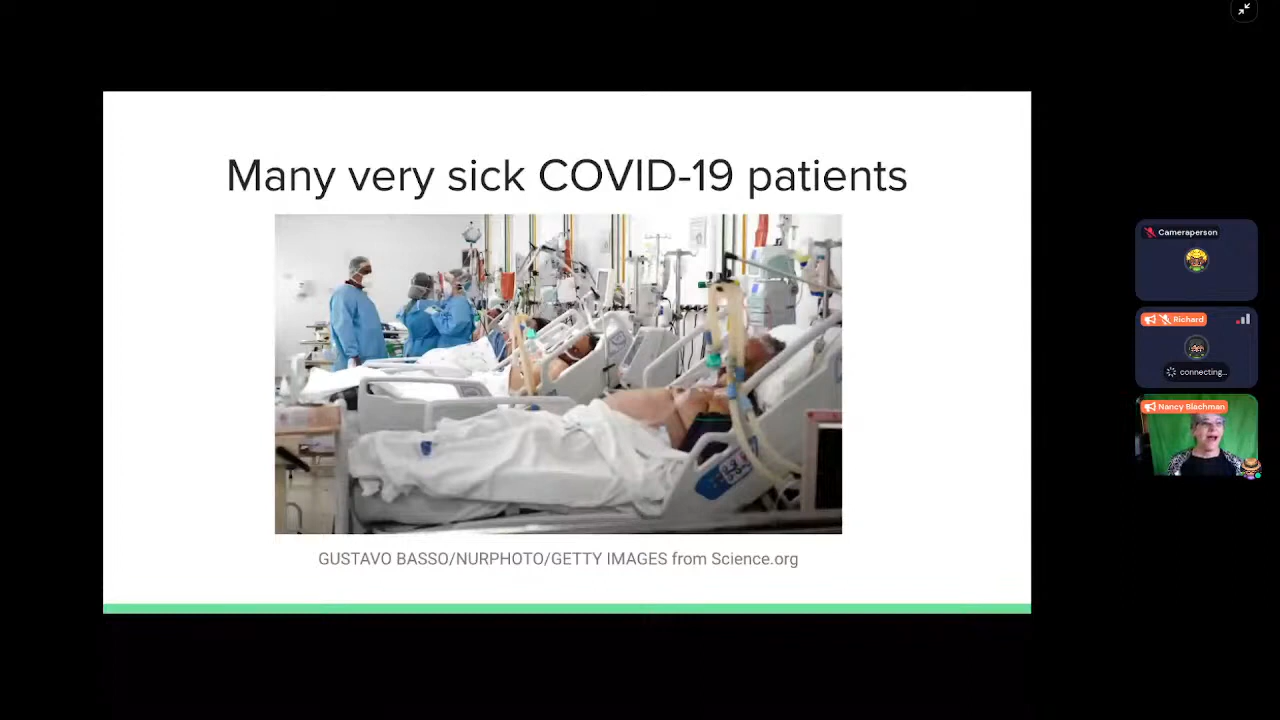 Many very sick COVID-19 patients
GUSTAVO BASSO/NURPHOTO/GETTY IMAGES from Science.org
Cameraperson
Richard
connecting...
Nancy Blachman